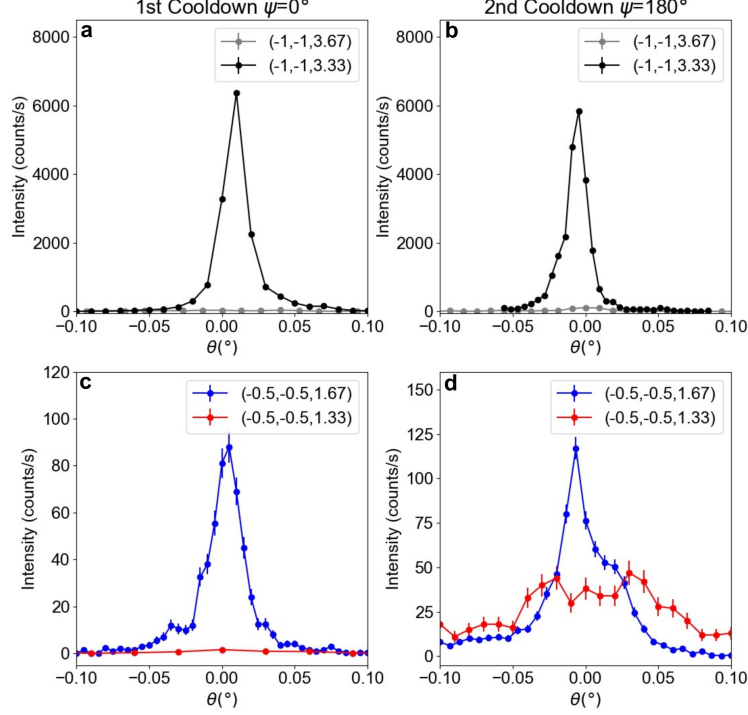 1st Cooldown ψ=0°
2nd Cooldown ψ=180°
a
(-1,-1,3.67)
(-1,-1,3.33)
8000
6000
4000
2000
0
Intensity (counts/s)
−0.10 −0.05 0.00 0.05 0.10
θ(°)
b
(-1,-1,3.67)
(-1,-1,3.33)
8000
6000
4000
2000
0
Intensity (counts/s)
−0.10 −0.05 0.00 0.05 0.10
θ(°)
c
(-0.5,-0.5,1.67)
(-0.5,-0.5,1.33)
120
100
80
60
40
20
0
Intensity (counts/s)
−0.10 −0.05 0.00 0.05 0.10
θ(°)
d
(-0.5,-0.5,1.67)
(-0.5,-0.5,1.33)
150
125
100
75
50
25
0
Intensity (counts/s)
−0.10 −0.05 0.00 0.05 0.10
θ(°)